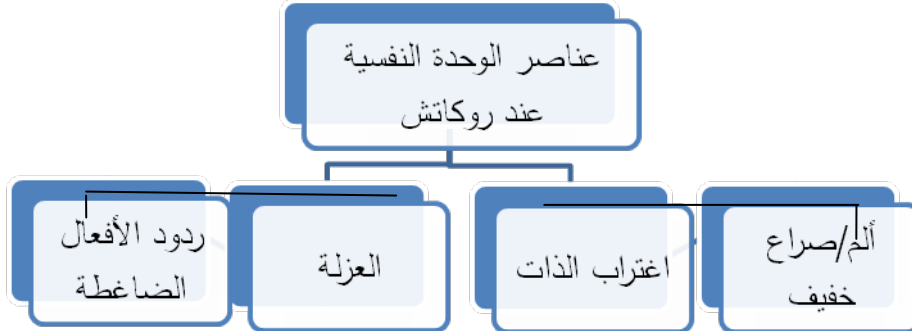 عناصر الوحدة النفسية
عند روكاتش
ألم/صراع
خفيف
اغتراب الذات
العزلة
ردود الأفعال
الضاغطة